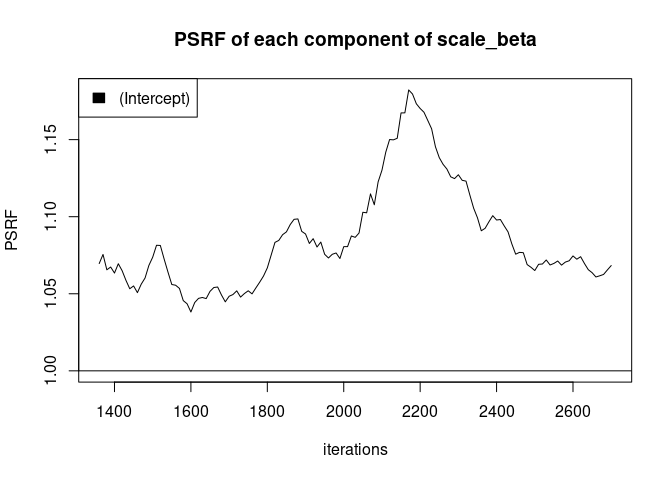 PSRF of each component of scale_beta
(Intercept)
PSRF
1.15
1.10
1.05
1.00
1400 1600 1800 2000 2200 2400 2600
iterations